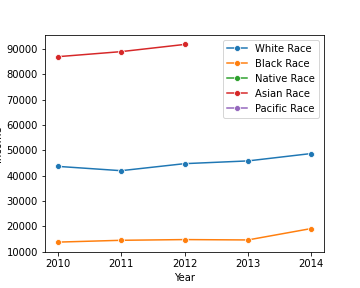 White Race
Black Race
Native Race
Asian Race
Pacific Race
90000
80000
70000
60000
50000
40000
30000
20000
10000
2010 2011 2012 2013 2014
Year